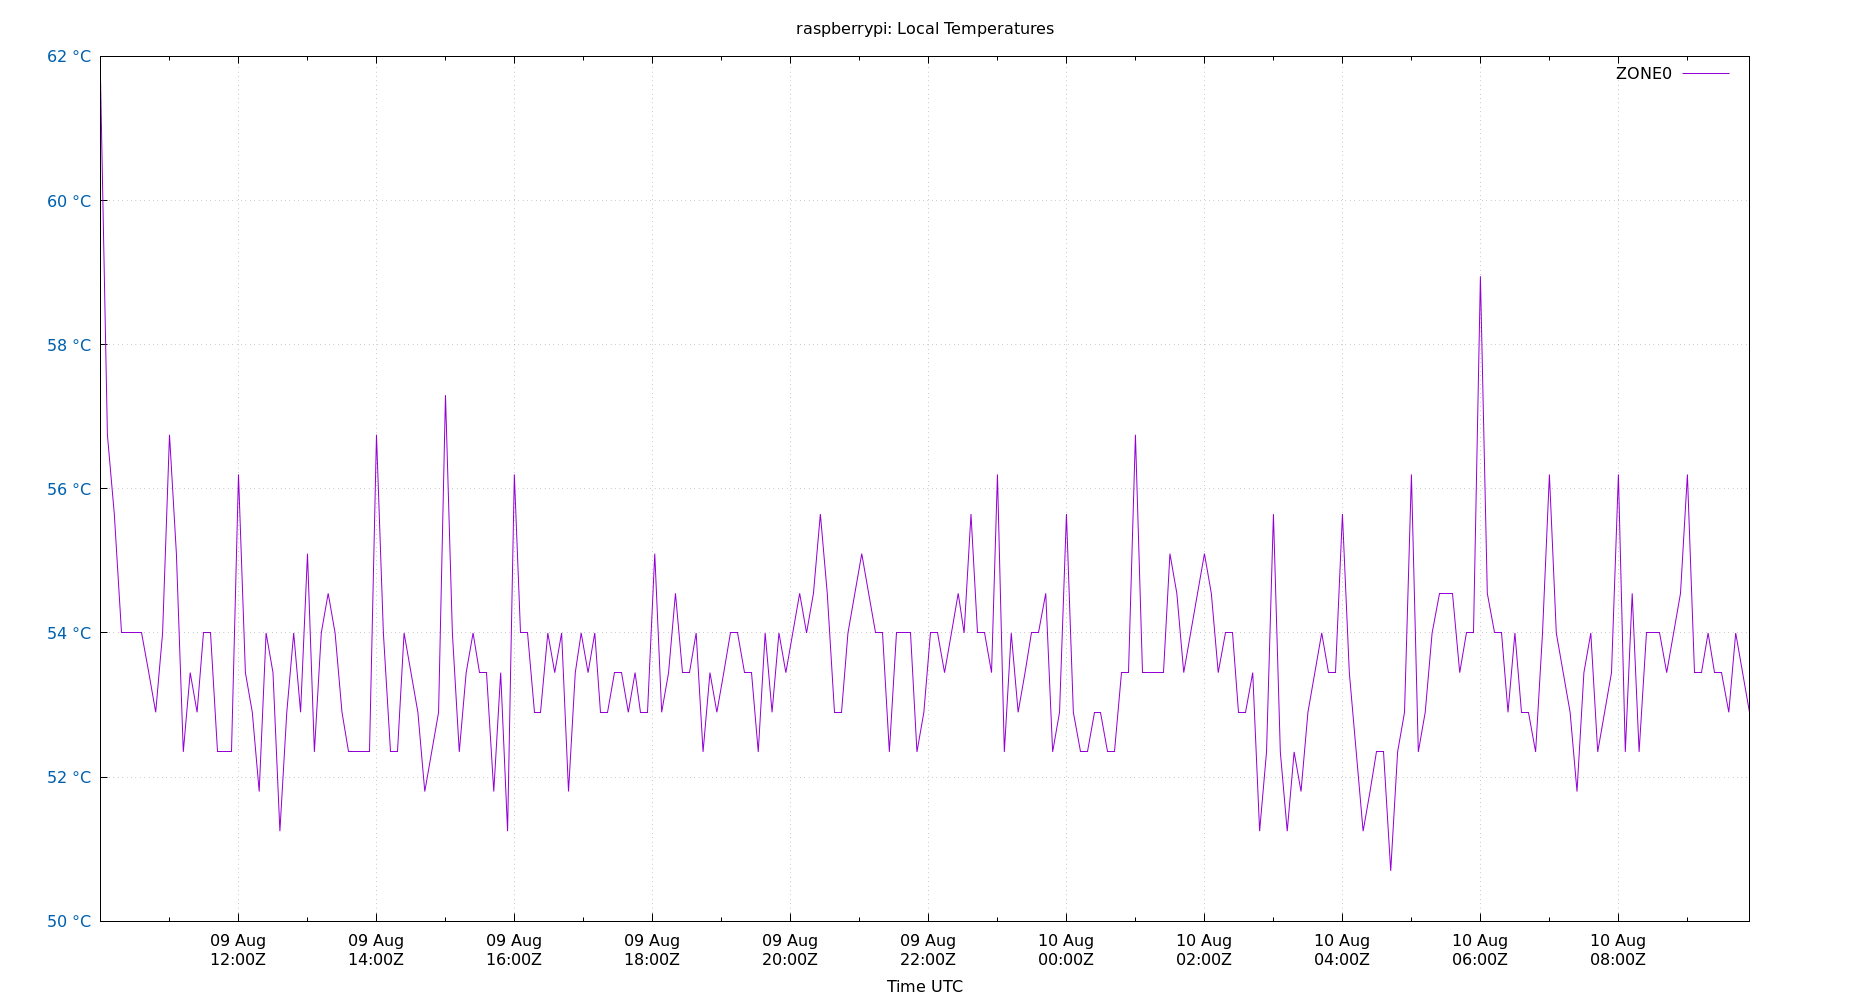 raspberrypi: Local Temperatures
ZONE0
62 °C
60 °C
58 °C
56 °C
54 °C
52 °C
50 °C
09 Aug 09 Aug 09 Aug 09 Aug 09 Aug 09 Aug 10 Aug 10 Aug 10 Aug 10 Aug 10 Aug
12:00Z 14:00Z 16:00Z 18:00Z 20:00Z 22:00Z 00:00Z 02:00Z 04:00Z 06:00Z 08:00Z
Time UTC